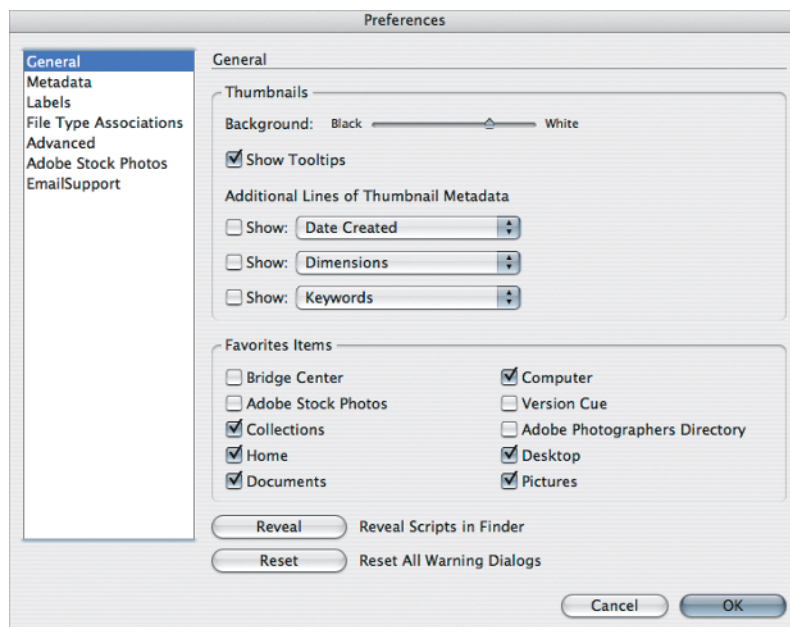 Preferences
General
Metadata
Labels
File Type Associations
Advanced
Adobe Stock Photos
EmailSupport
General
Thumbnails
Background: Black White
Show Tooltips
Additional Lines of Thumbnail Metadata
Show: Date Created
Show: Dimensions
Show: Keywords
Favorites Items
Bridge Center
Computer
Adobe Stock Photos
Version Cue
Collections
Adobe Photographers Directory
Home
Desktop
Documents
Pictures
Reveal Reveal Scripts in Finder
Reset Reset All Warning Dialogs
Cancel OK